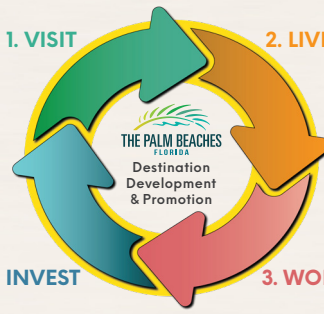 1. VISIT
2. LIV
THE PALM BEACHES
FLORIDA
Destination
Development
& Promotion
INVEST
3. WO